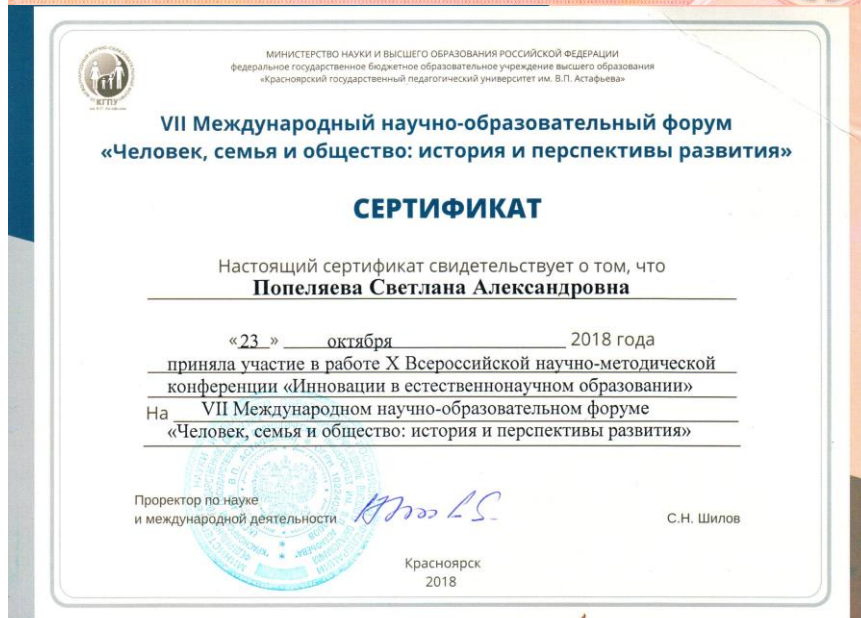 МИНИСТЕРСТВО НАУКИ И ВЫСШЕГО ОБРАЗОВАНИЯ РОССИЙСКОЙ ФЕДЕРАЦИИ
федеральное государственное бюджетное образовательное учреждение высшего образования
«Красноярский государственный педагогический университет им. В.П. Астафьева»
КГПУ
им. В.П. Астафьева
VII Международный научно-образовательный форум
«Человек, семья и общество: история и перспективы развития»
СЕРТИФИКАТ
Настоящий сертификат свидетельствует о том, что
Попеляева Светлана Александровна
«23» октября 2018 года
приняла участие в работе X Всероссийской научно-методической
конференции «Инновации в естественнонаучном образовании»
На VII Международном научно-образовательном форуме
«Человек, семья и общество: история и перспективы развития»
Проректор по науке
и международной деятельности
С.Н. Шилов
Красноярск
2018